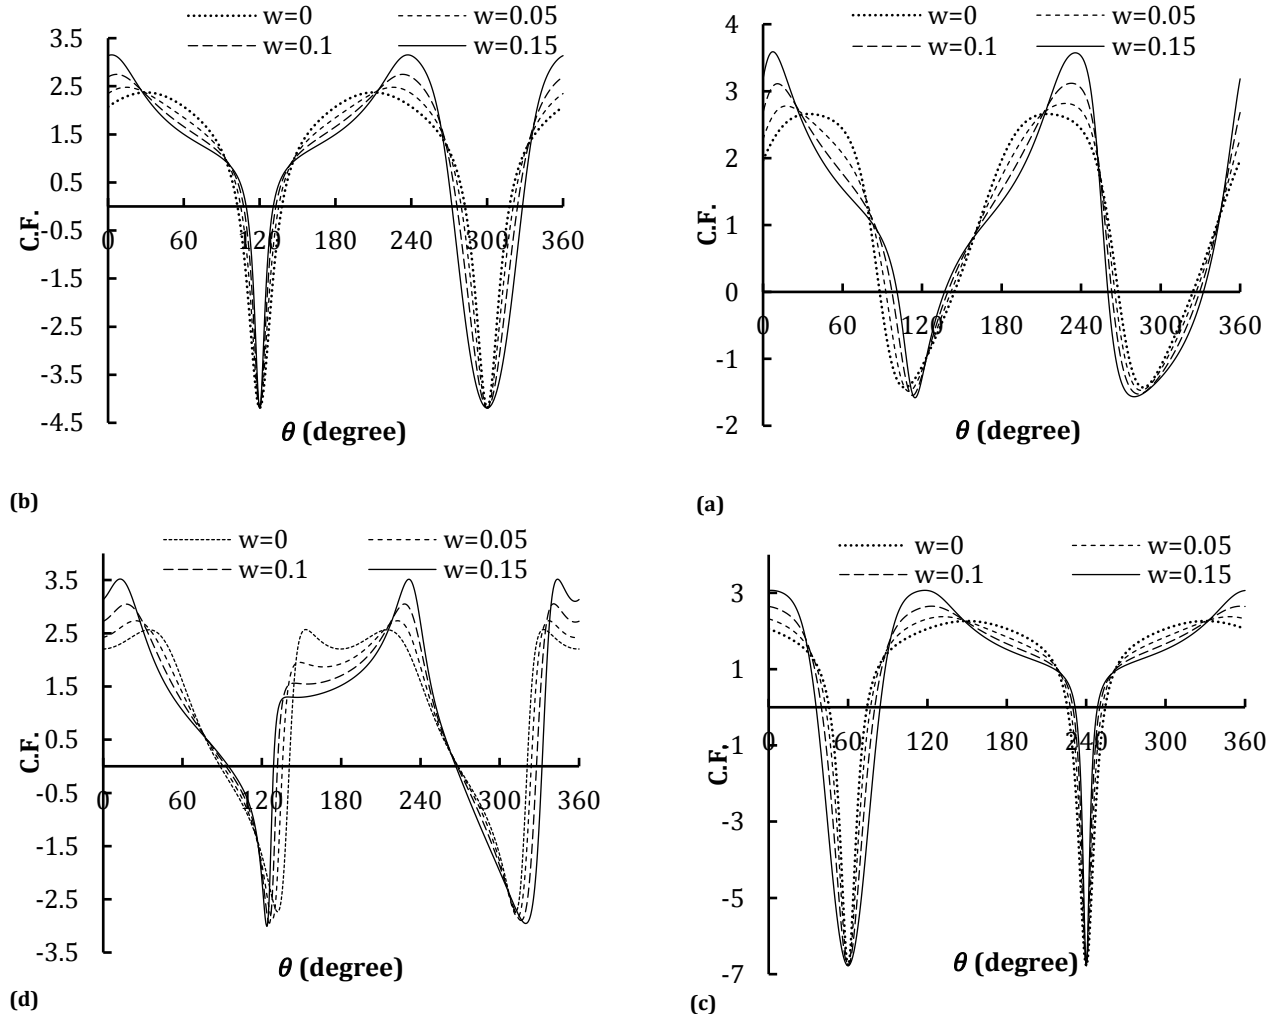 w=0 w=0.05
w=0.1 w=0.15
3.5
2.5
1.5
0.5
-0.5
-1.5
-2.5
-3.5
-4.5
0 60 120 180 240 300 360
C.F.
θ (degree)
(b)
w=0 w=0.05
w=0.1 w=0.15
4
3
2
1
0
-1
-2
0 60 120 180 240 300 360
C.F.
θ (degree)
(a)
w=0 w=0.05
w=0.1 w=0.15
3.5
2.5
1.5
0.5
-0.5
-1.5
-2.5
-3.5
0 60 120 180 240 300 360
C.F.
θ (degree)
(d)
w=0 w=0.05
w=0.1 w=0.15
3
1
-1
-3
-5
-7
0 60 120 180 240 300 360
C.F,
θ (degree)
(c)